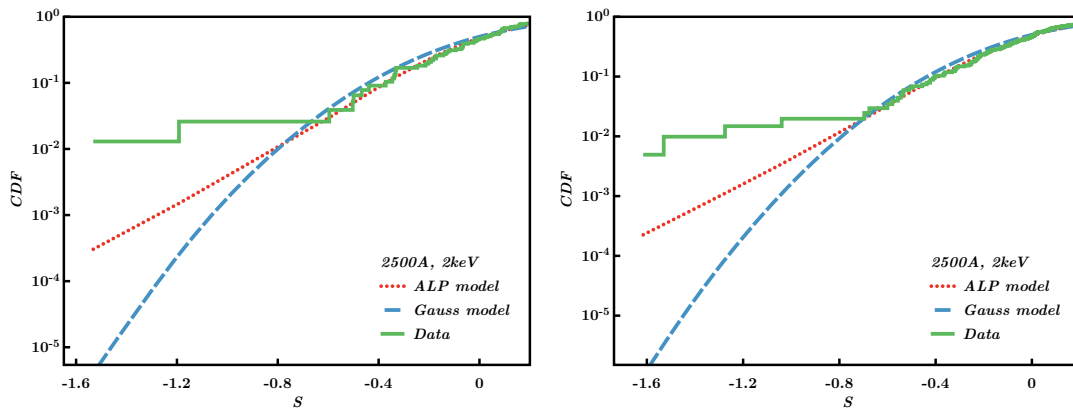 CDF
10^0
10^-1
10^-2
10^-3
10^-4
10^-5
2500A, 2keV
ALP model
Gauss model
Data
-1.6 -1.2 -0.8 -0.4 0
S
CDF
10^0
10^-1
10^-2
10^-3
10^-4
10^-5
2500A, 2keV
ALP model
Gauss model
Data
-1.6 -1.2 -0.8 -0.4 0
S